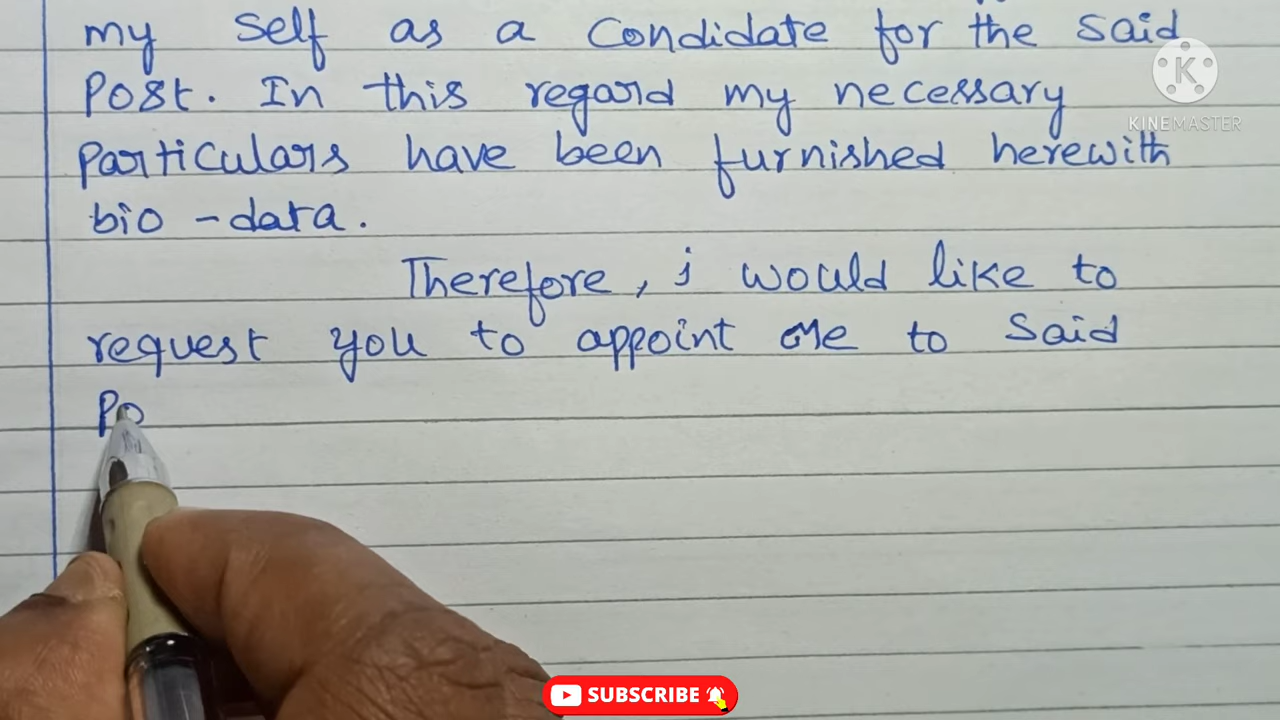 my self as a Condidate for the said
Post. In this regard my necessary
particulars have been furnished herewith
bio - data.
Therefore, i would like to
request you to appoint me to said
Po
K
KINEMASTER
SUBSCRIBE